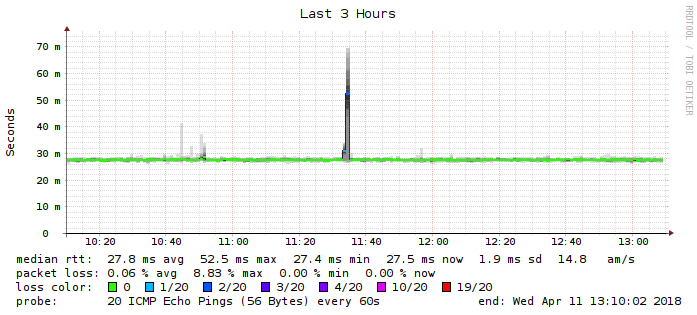 Last 3 Hours
RRDTOOL / TOBI OETIKER
Seconds
70 m
60 m
50 m
40 m
30 m
20 m
10 m
0
10:20 10:40 11:00 11:20 11:40 12:00 12:20 12:40 13:00
median rtt: 27.8 ms avg 52.5 ms max 27.4 ms min 27.5 ms now 1.9 ms sd 14.8 am/s
packet loss: 0.06 % avg 8.83 % max 0.00 % min 0.00 % now
loss color: 0 1/20 2/20 3/20 4/20 10/20 19/20
probe: 20 ICMP Echo Pings (56 Bytes) every 60s end: Wed Apr 11 13:10:02 2018